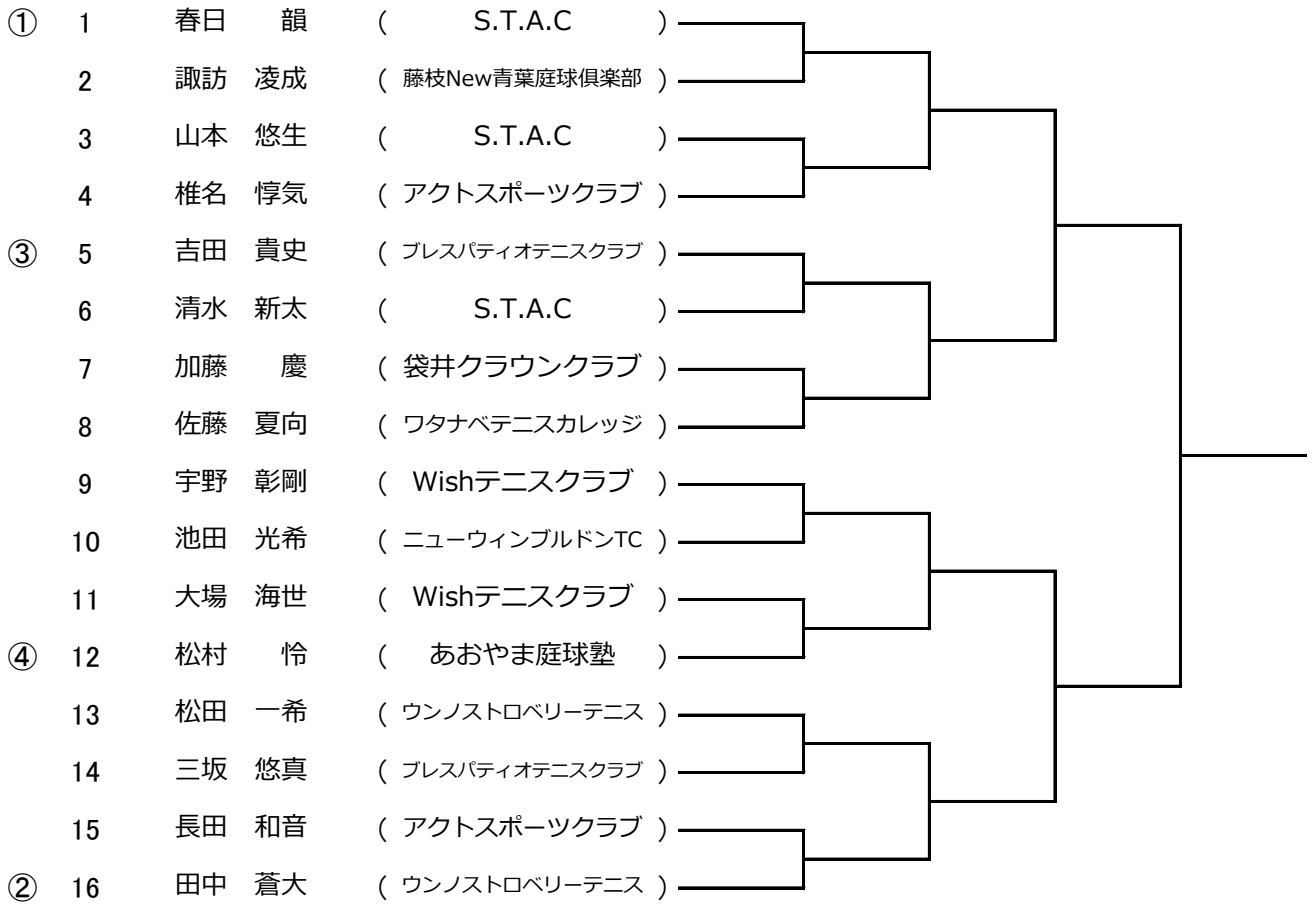 ① 1 春日 韻 ( S.T.A.C )
2 諏訪 凌成 ( 藤枝New青葉庭球倶楽部 )
3 山本 悠生 ( S.T.A.C )
4 椎名 惇気 ( アクトスポーツクラブ )
③ 5 吉田 貴史 ( ブレスパティオテニスクラブ )
6 清水 新太 ( S.T.A.C )
7 加藤 慶 ( 袋井クラウンクラブ )
8 佐藤 夏向 ( ワタナベテニスカレッジ )
9 宇野 彰剛 ( Wishテニスクラブ )
10 池田 光希 ( ニューウィンブルドンTC )
11 大場 海世 ( Wishテニスクラブ )
④ 12 松村 怜 ( あおやま庭球塾 )
13 松田 一希 ( ウンノストロベリーテニス )
14 三坂 悠真 ( ブレスパティオテニスクラブ )
15 長田 和音 ( アクトスポーツクラブ )
② 16 田中 蒼大 ( ウンノストロベリーテニス )